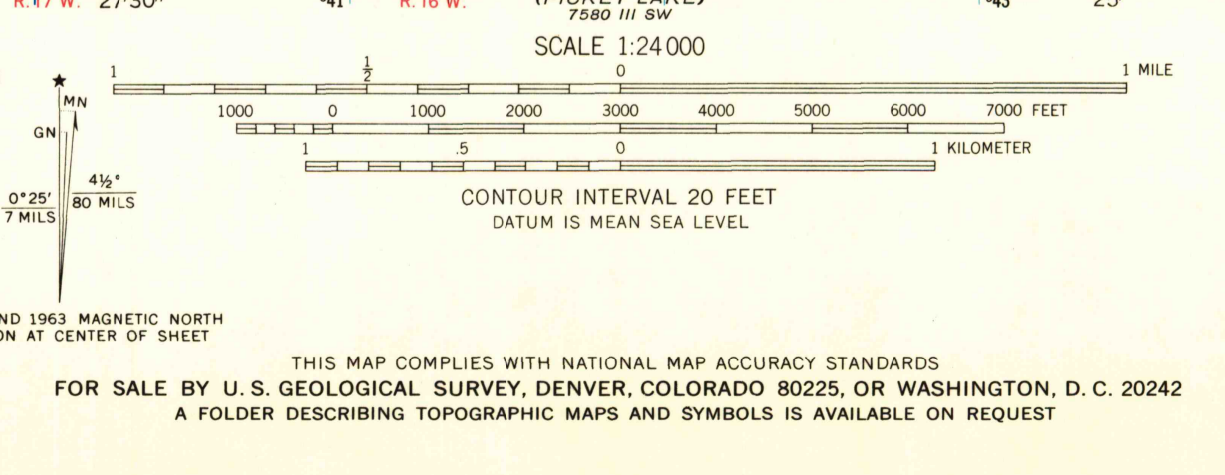 R. 17 W. 27'30" 41 R. 16 W. 43 25'
7580 III SW
SCALE 1:24 000
1 1/2 0 1 MILE
1000 0 1000 2000 3000 4000 5000 6000 7000 FEET
1 .5 0 1 KILOMETER
CONTOUR INTERVAL 20 FEET
DATUM IS MEAN SEA LEVEL
★
MN
GN
0°25'
7 MILS
4½°
80 MILS
ND 1963 MAGNETIC NORTH
ON AT CENTER OF SHEET
THIS MAP COMPLIES WITH NATIONAL MAP ACCURACY STANDARDS
FOR SALE BY U. S. GEOLOGICAL SURVEY, DENVER, COLORADO 80225, OR WASHINGTON, D. C. 20242
A FOLDER DESCRIBING TOPOGRAPHIC MAPS AND SYMBOLS IS AVAILABLE ON REQUEST